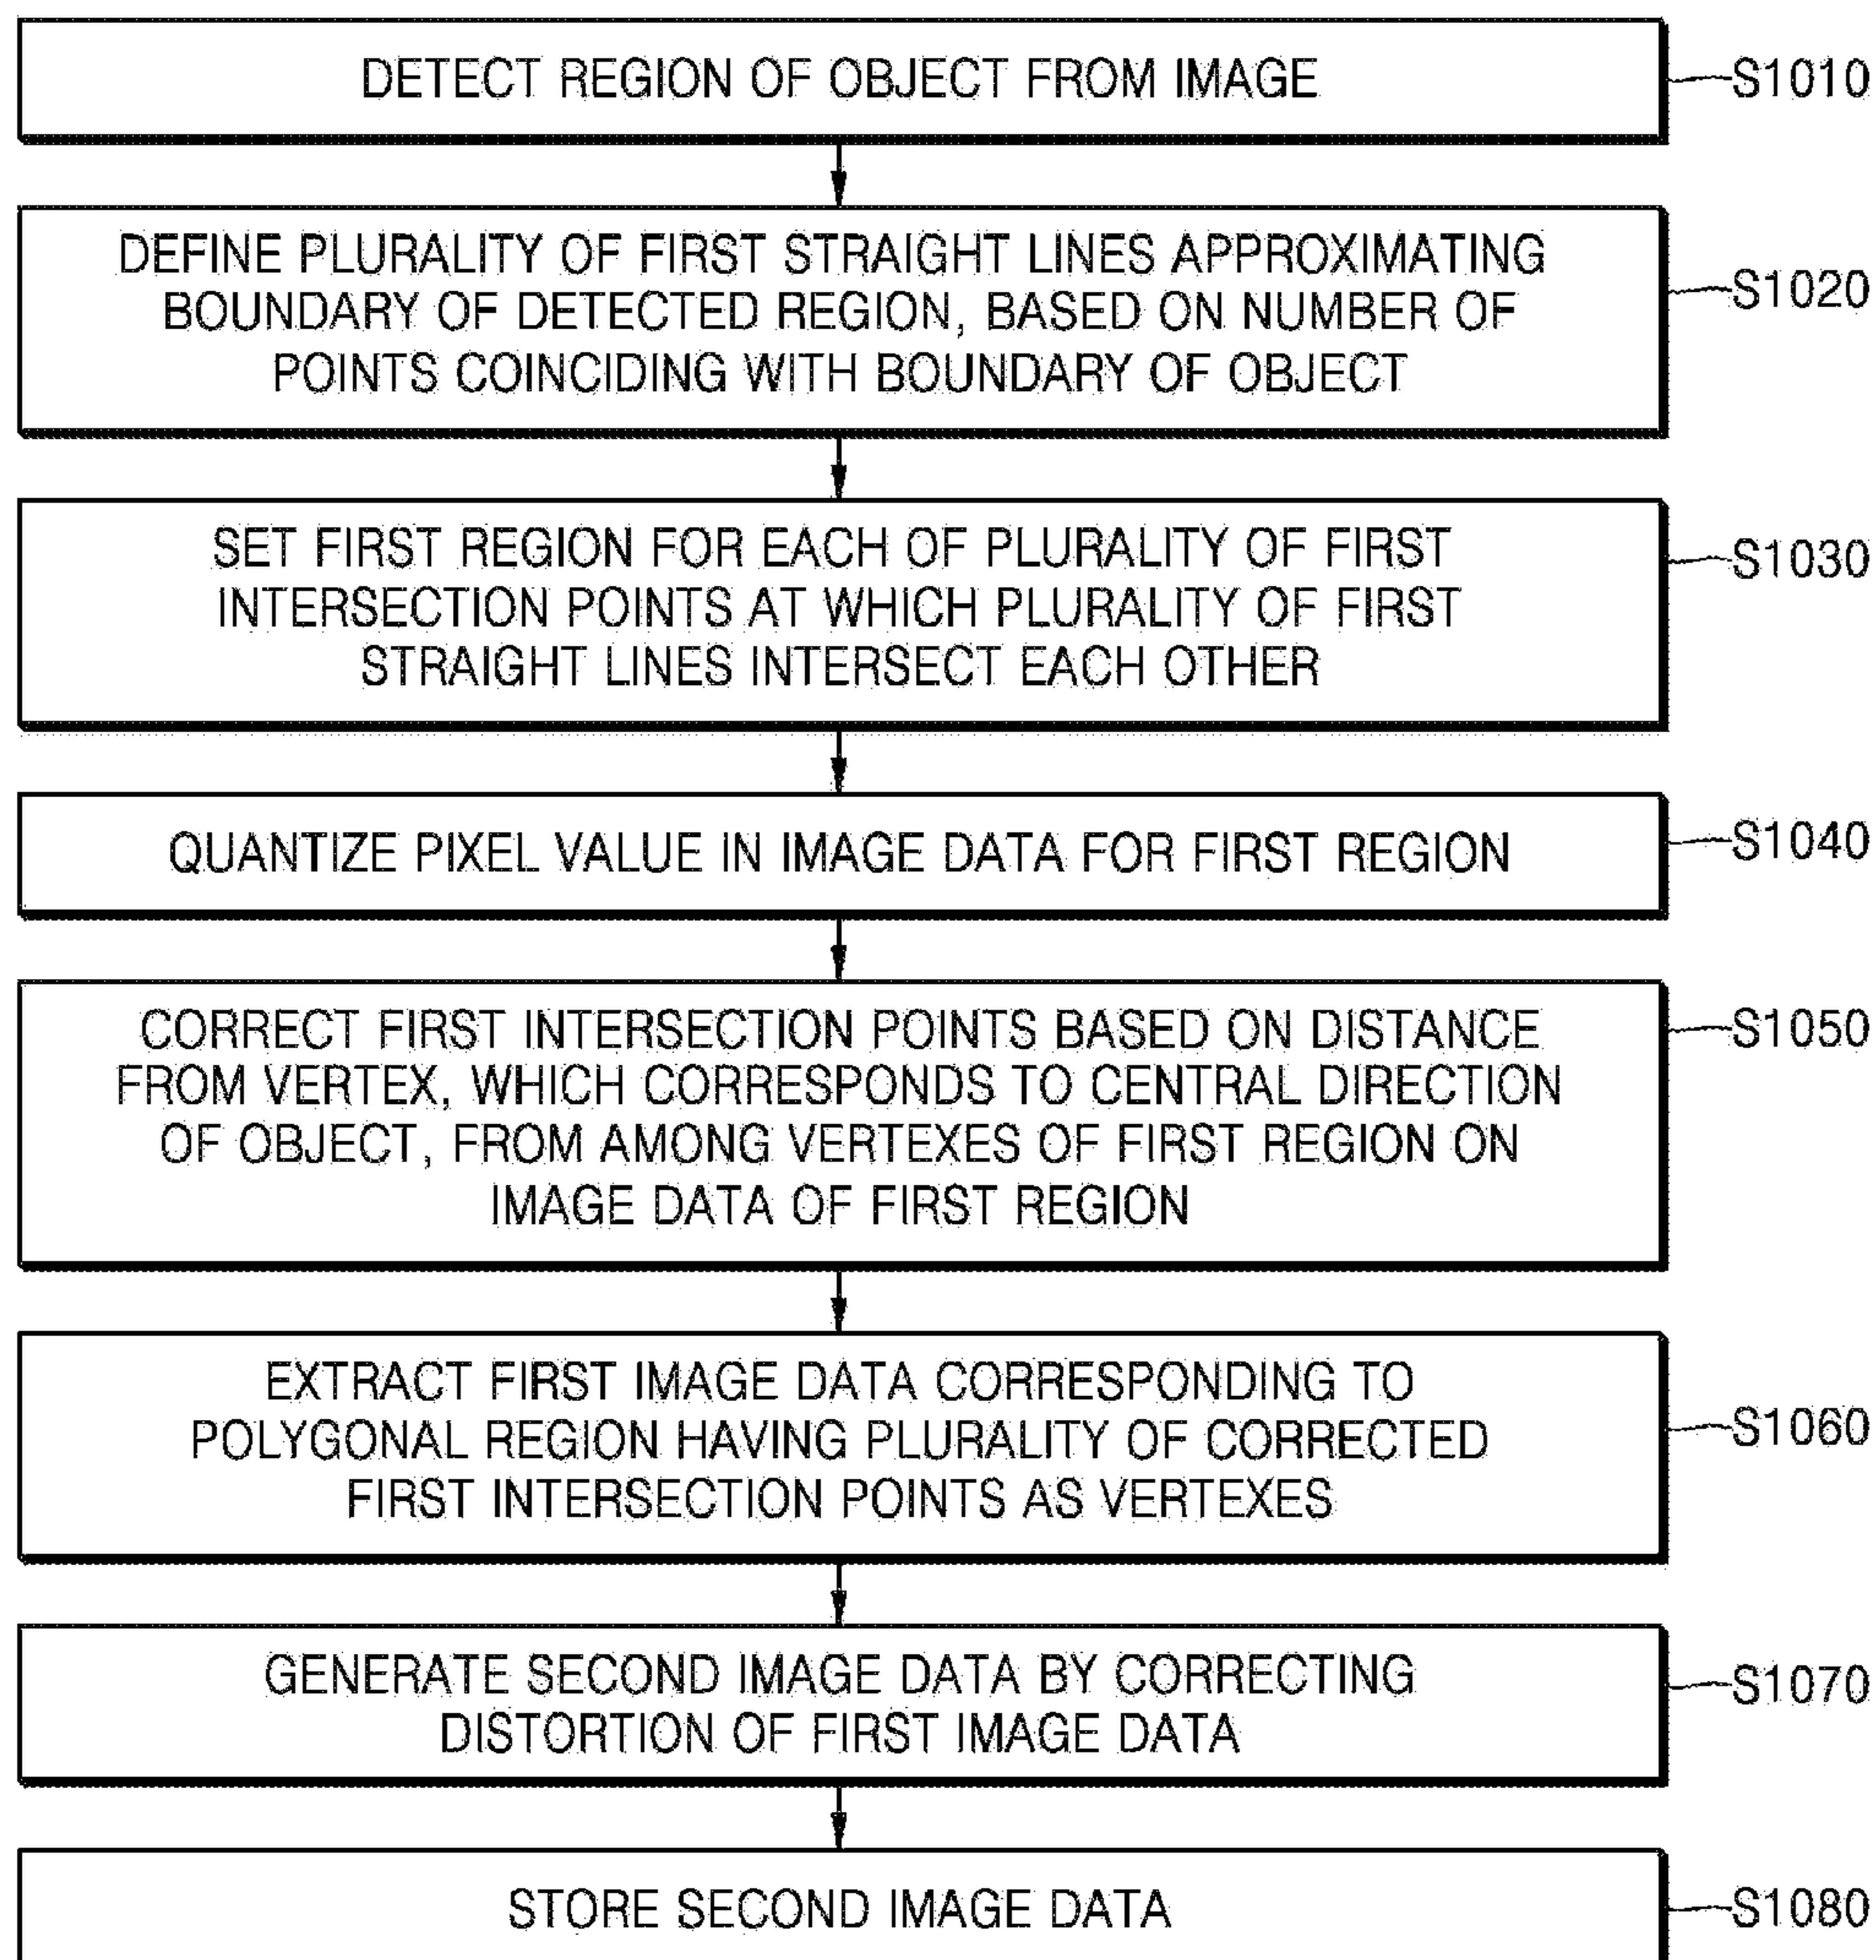 DETECT REGION OF OBJECT FROM IMAGE
S1010
DEFINE PLURALITY OF FIRST STRAIGHT LINES APPROXIMATING
BOUNDARY OF DETECTED REGION, BASED ON NUMBER OF
POINTS COINCIDING WITH BOUNDARY OF OBJECT
S1020
SET FIRST REGION FOR EACH OF PLURALITY OF FIRST
INTERSECTION POINTS AT WHICH PLURALITY OF FIRST
STRAIGHT LINES INTERSECT EACH OTHER
S1030
QUANTIZE PIXEL VALUE IN IMAGE DATA FOR FIRST REGION
S1040
CORRECT FIRST INTERSECTION POINTS BASED ON DISTANCE
FROM VERTEX, WHICH CORRESPONDS TO CENTRAL DIRECTION
OF OBJECT, FROM AMONG VERTEXES OF FIRST REGION ON
IMAGE DATA OF FIRST REGION
S1050
EXTRACT FIRST IMAGE DATA CORRESPONDING TO
POLYGONAL REGION HAVING PLURALITY OF CORRECTED
FIRST INTERSECTION POINTS AS VERTEXES
S1060
GENERATE SECOND IMAGE DATA BY CORRECTING
DISTORTION OF FIRST IMAGE DATA
S1070
STORE SECOND IMAGE DATA
S1080